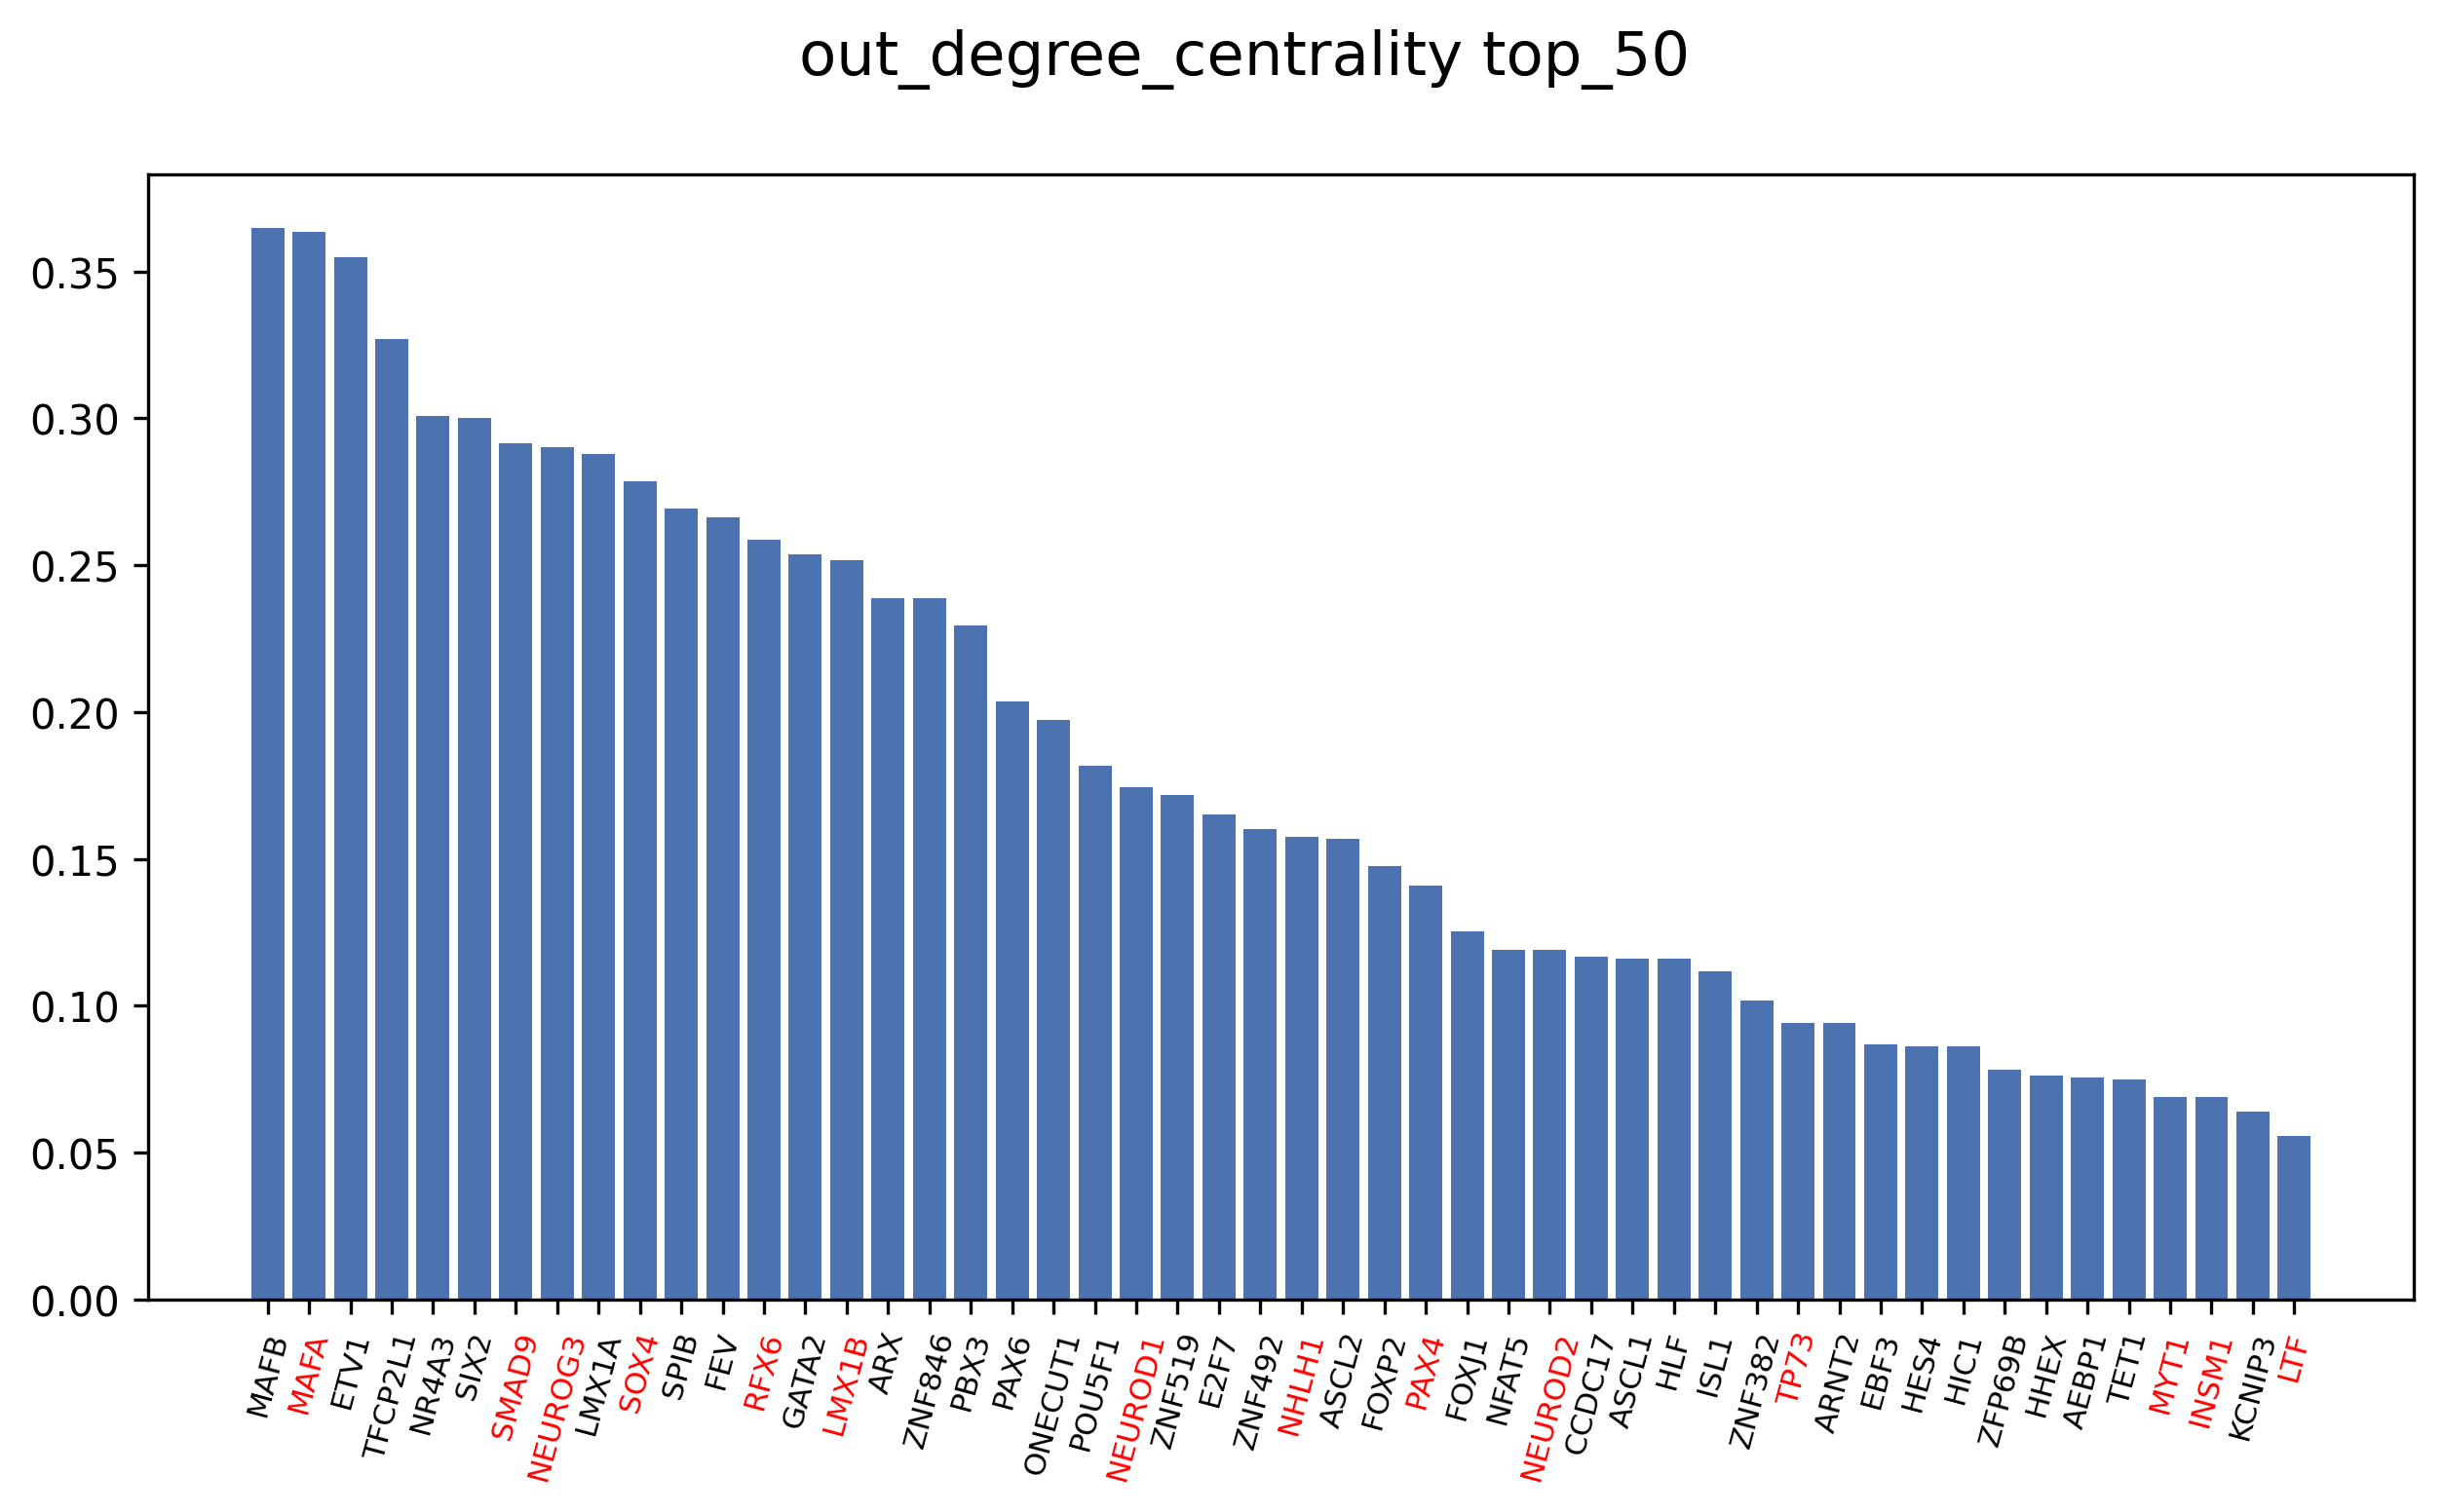 out_degree_centrality top_50
0.35
0.30
0.25
0.20
0.15
0.10
0.05
0.00
MAFB
MAFA
ETV1
TFCP2L1
NR4A3
SIX2
SMAD9
NEUROG3
LMX1A
SOX4
SPIB
FEV
RFX6
GATA2
LMX1B
ARX
ZNF846
PBX3
PAX6
ONECUT1
POU5F1
NEUROD1
ZNF519
E2F7
ZNF492
NHLH1
ASCL2
FOXP2
PAX4
FOXJ1
NFAT5
NEUROD2
CCDC17
ASCL1
HLF
ISL1
ZNF382
TP73
ARNT2
EBF3
HES4
HIC1
ZFP69B
HHEX
AEBP1
TET1
MYT1
INSM1
KCNIP3
LTF